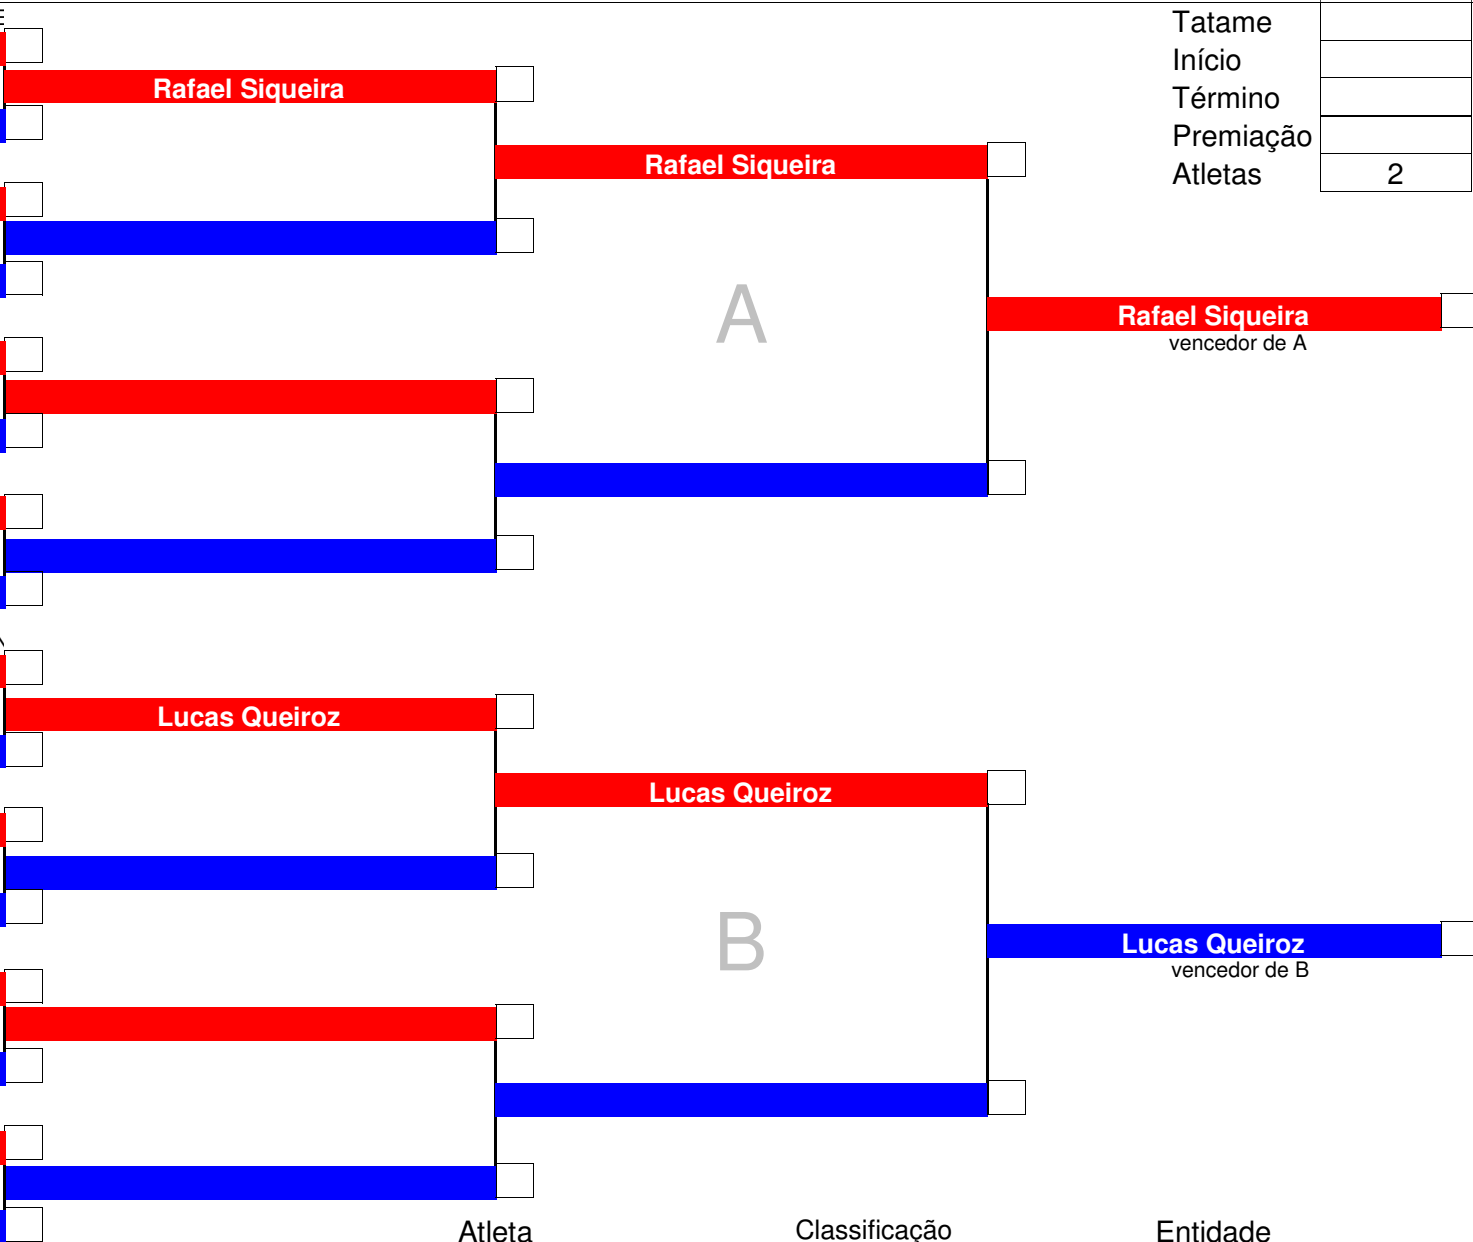 Tatame
Início
Rafael Siqueira
Término
Premiação
Rafael Siqueira
Atletas 2
A
Rafael Siqueira
vencedor de A
Lucas Queiroz
Lucas Queiroz
B
Lucas Queiroz
vencedor de B
Atleta Classificação Entidade